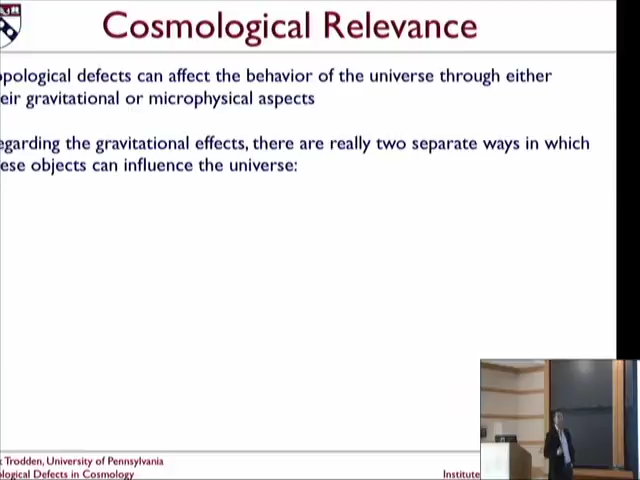 Cosmological Relevance
opological defects can affect the behavior of the universe through either
eir gravitational or microphysical aspects
egarding the gravitational effects, there are really two separate ways in which
ese objects can influence the universe:
k Trodden, University of Pennsylvania
ological Defects in Cosmology
Institute